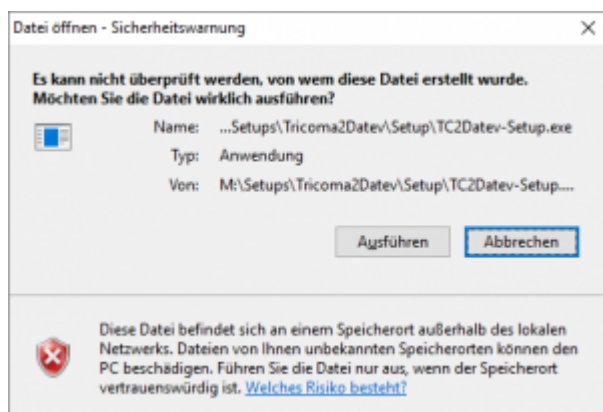 Datei öffnen - Sicherheitswarnung
Es kann nicht überprüft werden, von wem diese Datei erstellt wurde.
Möchten Sie die Datei wirklich ausführen?
Name: ...Setups\Tricoma2Datev\Setup\TC2Datev-Setup.exe
Typ: Anwendung
Von: M:\Setups\Tricoma2Datev\Setup\TC2Datev-Setup....
Ausführen Abbrechen
Diese Datei befindet sich an einem Speicherort außerhalb des lokalen
Netzwerks. Dateien von Ihnen unbekannten Speicherorten können den
PC beschädigen. Führen Sie die Datei nur aus, wenn der Speicherort
vertrauenswürdig ist. Welches Risiko besteht?